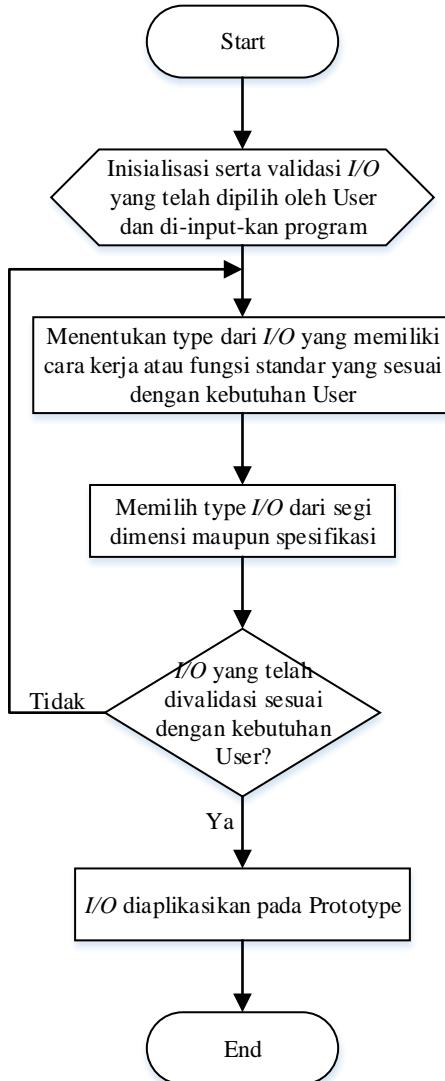 Start
Inisialisasi serta validasi I/O
yang telah dipilih oleh User
dan di-input-kan program
Menentukan type dari I/O yang memiliki
cara kerja atau fungsi standar yang sesuai
dengan kebutuhan User
Memilih type I/O dari segi
dimensi maupun spesifikasi
I/O yang telah
divalidasi sesuai
dengan kebutuhan
User?
Tidak
Ya
I/O diaplikasikan pada Prototype
End